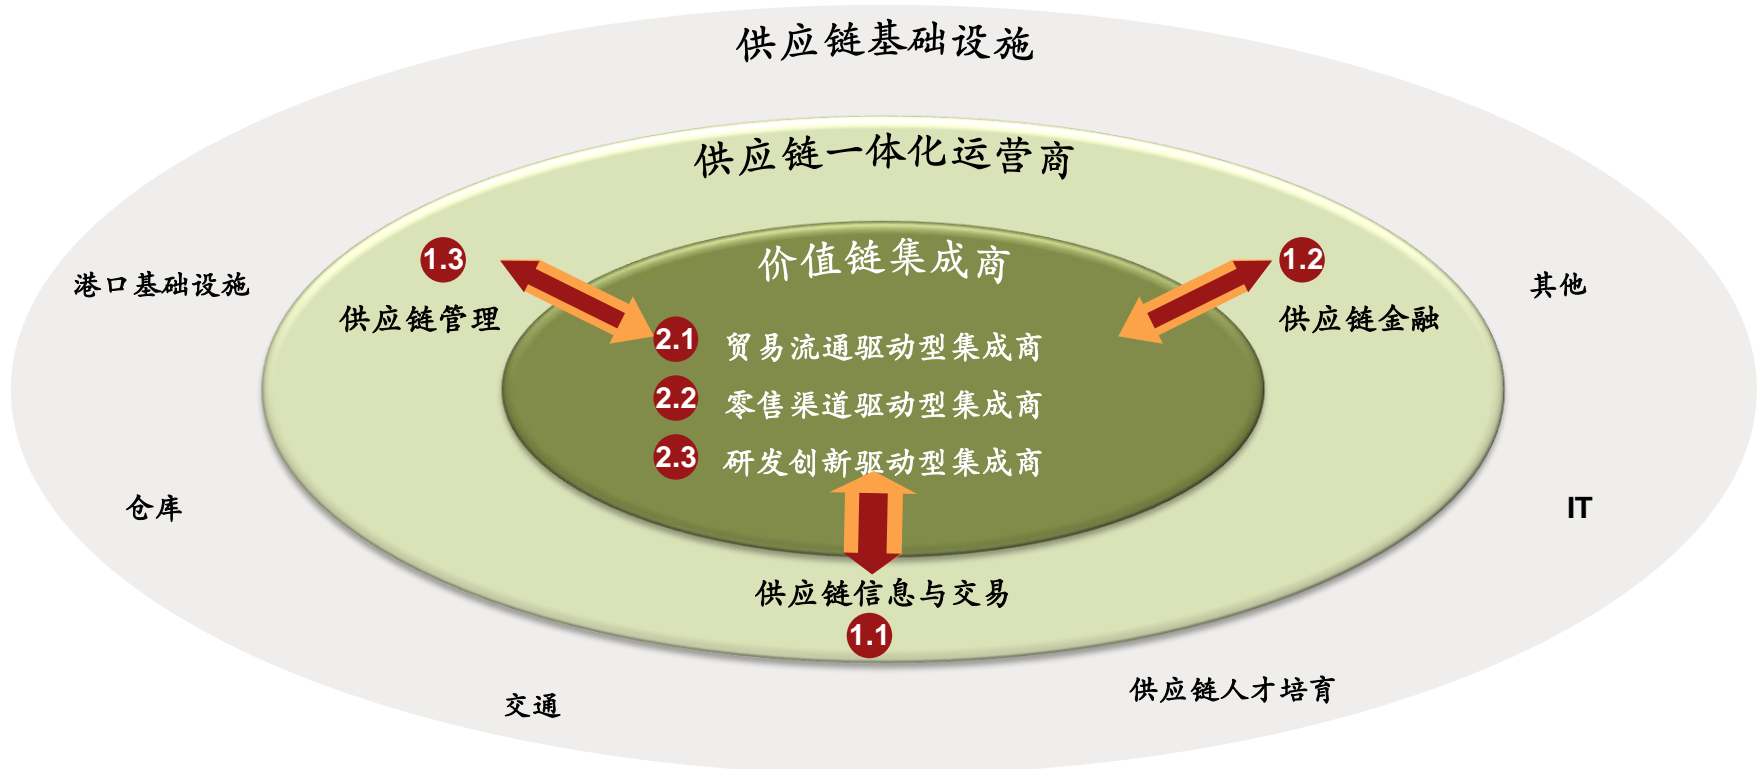 供应链基础设施
供应链一体化运营商
价值链集成商
1.3
1.2
港口基础设施
其他
供应链管理
供应链金融
2.1 贸易流通驱动型集成商
2.2 零售渠道驱动型集成商
2.3 研发创新驱动型集成商
仓库
IT
供应链信息与交易
1.1
供应链人才培育
交通